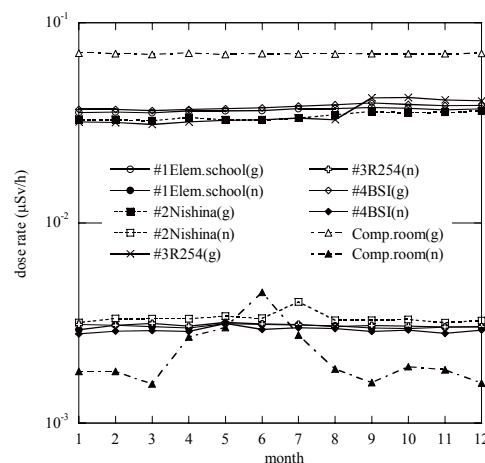 10-1
10-2
10-3
dose rate (μSv/h)
#1Elem.school(g)
#1Elem.school(n)
#2Nishina(g)
#2Nishina(n)
#3R254(g)
#3R254(n)
#4BSI(g)
#4BSI(n)
Comp.room(g)
Comp.room(n)
1 2 3 4 5 6 7 8 9 10 11 12
month